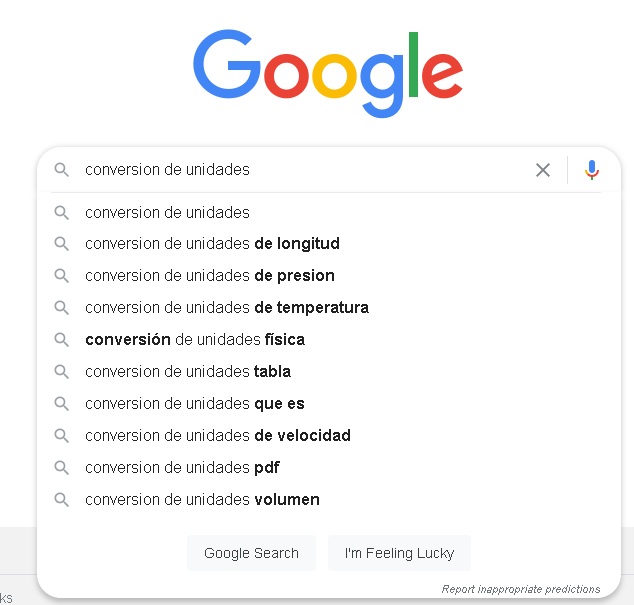 Google
conversion de unidades
conversion de unidades
conversion de unidades de longitud
conversion de unidades de presion
conversion de unidades de temperatura
conversión de unidades física
conversion de unidades tabla
conversion de unidades que es
conversion de unidades de velocidad
conversion de unidades pdf
conversion de unidades volumen
Google Search I'm Feeling Lucky
Report inappropriate predictions
ks